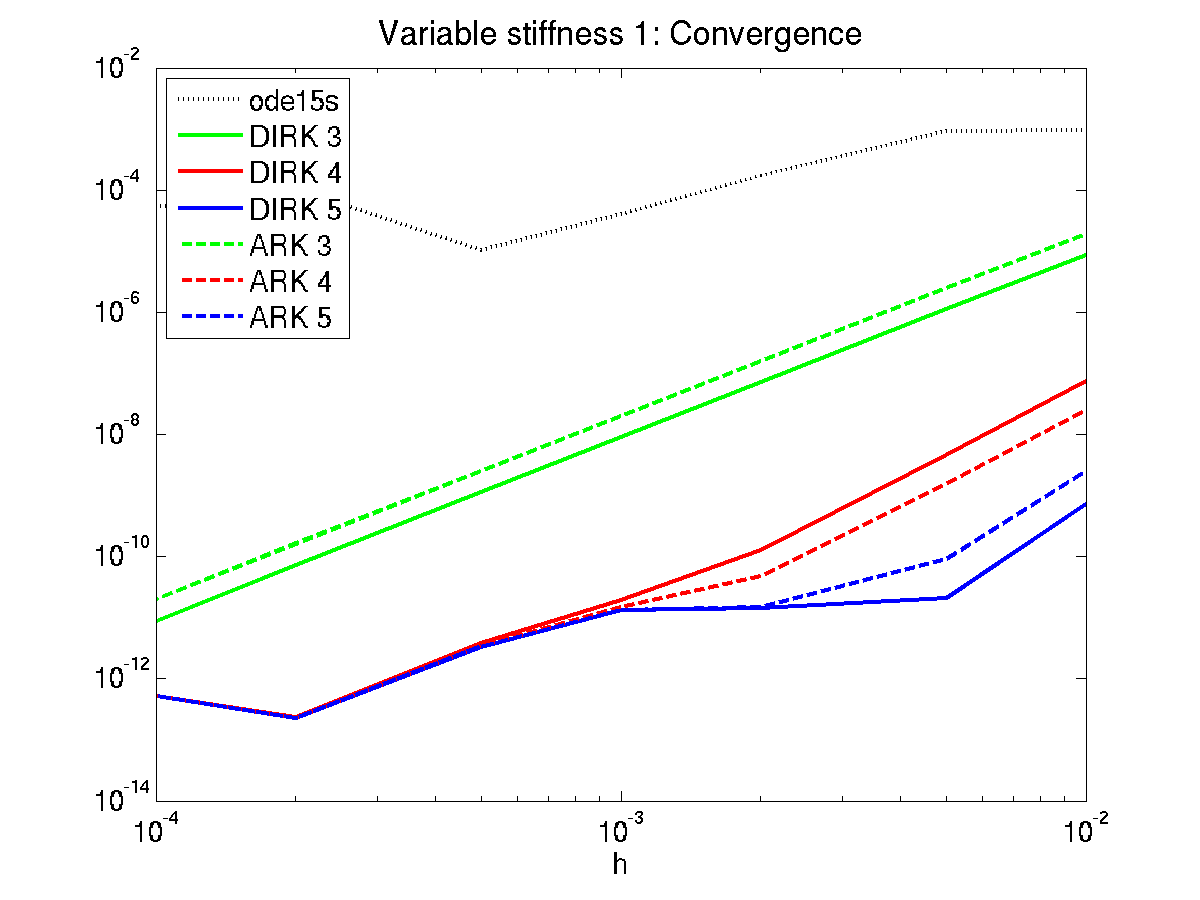 Variable stiffness 1: Convergence
10^-2
10^-4
10^-6
10^-8
10^-10
10^-12
10^-14
ode15s
DIRK 3
DIRK 4
DIRK 5
ARK 3
ARK 4
ARK 5
10^-4 10^-3 10^-2
h